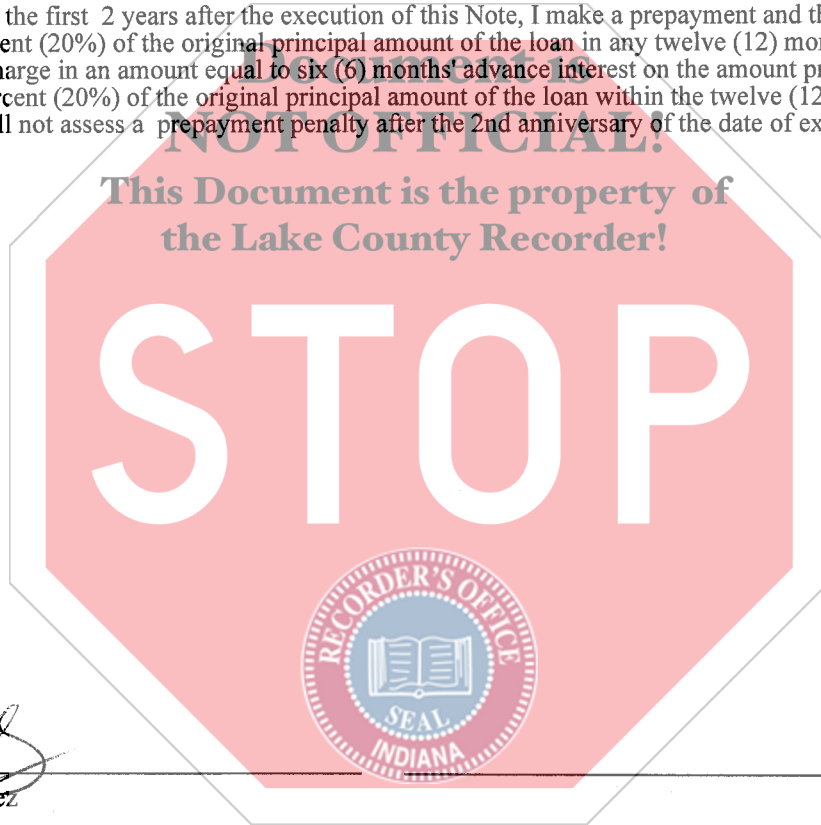 the first 2 years after the execution of this Note, I make a prepayment and th
ent (20%) of the original principal amount of the loan in any twelve (12) mon
harge in an amount equal to six (6) months' advance interest on the amount pr
rcent (20%) of the original principal amount of the loan within the twelve (12
ll not assess a prepayment penalty after the 2nd anniversary of the date of ex
Document is
NOT OFFICIAL!
This Document is the property of
the Lake County Recorder!
STOP
RECORDER'S OFFICE
SEAL
INDIANA
ez